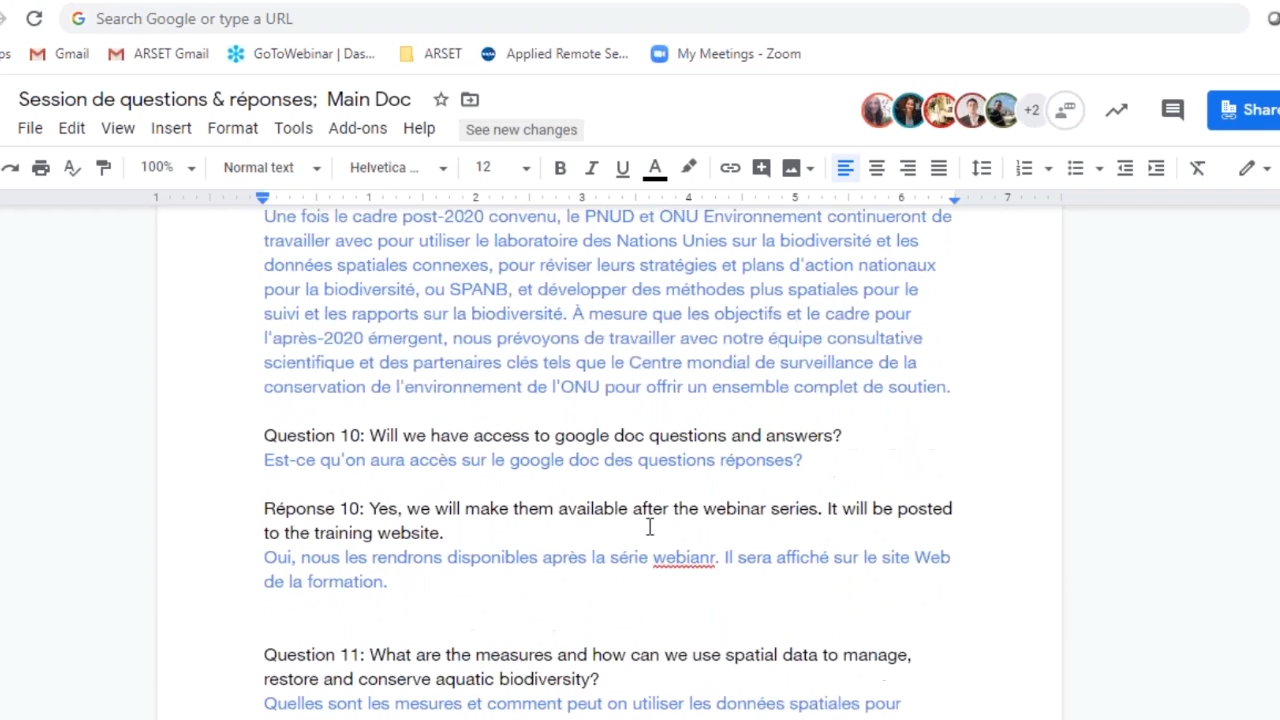 Search Google or type a URL
ps Gmail ARSET Gmail GoToWebinar | Das... ARSET Applied Remote Se... My Meetings - Zoom
Session de questions & réponses; Main Doc
+2
Share
File Edit View Insert Format Tools Add-ons Help See new changes
100% Normal text Helvetica ... 12 B I U A
1 1 2 3 4 5 6 7
Une fois le cadre post-2020 convenu, le PNUD et ONU Environnement continueront de
travailler avec pour utiliser le laboratoire des Nations Unies sur la biodiversité et les
données spatiales connexes, pour réviser leurs stratégies et plans d'action nationaux
pour la biodiversité, ou SPANB, et développer des méthodes plus spatiales pour le
suivi et les rapports sur la biodiversité. À mesure que les objectifs et le cadre pour
l'après-2020 émergent, nous prévoyons de travailler avec notre équipe consultative
scientifique et des partenaires clés tels que le Centre mondial de surveillance de la
conservation de l'environnement de l'ONU pour offrir un ensemble complet de soutien.
Question 10: Will we have access to google doc questions and answers?
Est-ce qu'on aura accès sur le google doc des questions réponses?
Réponse 10: Yes, we will make them available after the webinar series. It will be posted
to the training website.
Oui, nous les rendrons disponibles après la série webianr. Il sera affiché sur le site Web
de la formation.
Question 11: What are the measures and how can we use spatial data to manage,
restore and conserve aquatic biodiversity?
Quelles sont les mesures et comment peut on utiliser les données spatiales pour